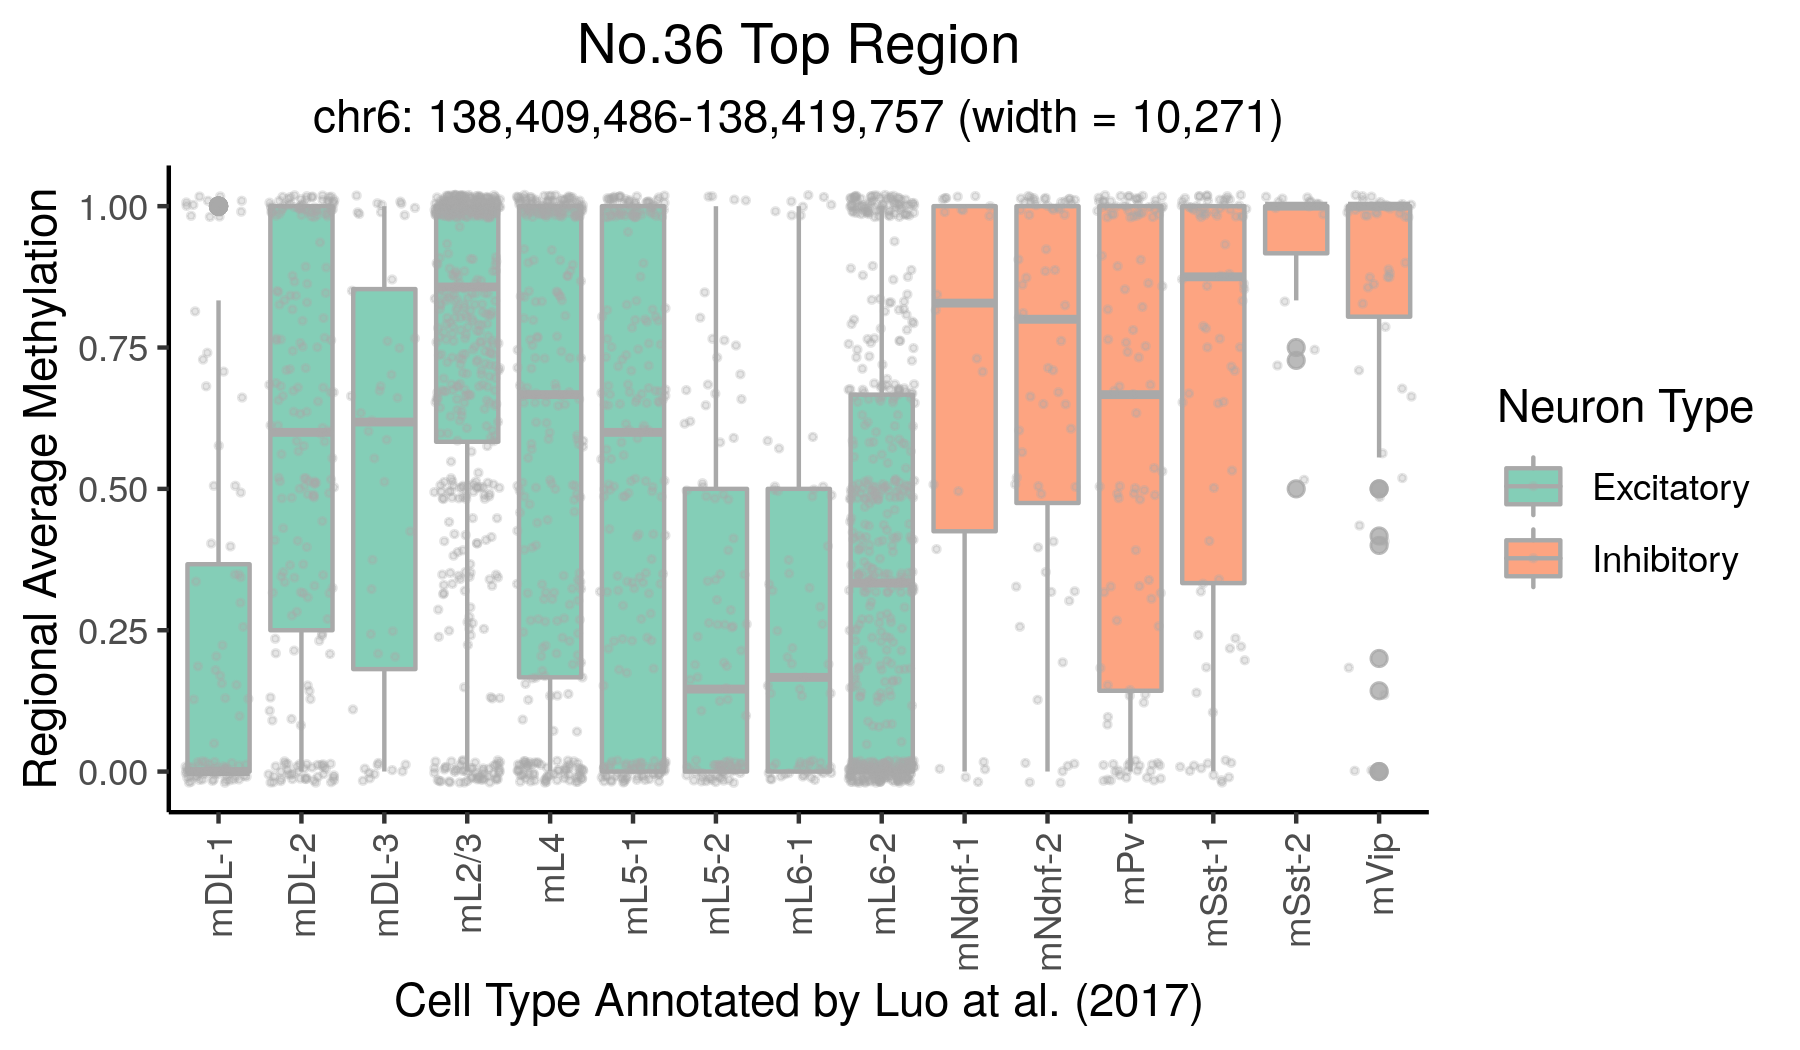 No.36 Top Region
chr6: 138,409,486-138,419,757 (width = 10,271)
Regional Average Methylation
1.00
0.75
0.50
0.25
0.00
mDL-1
mDL-2
mDL-3
mL2/3
mL4
mL5-1
mL5-2
mL6-1
mL6-2
mNdnf-1
mNdnf-2
mPv
mSst-1
mSst-2
mVip
Cell Type Annotated by Luo at al. (2017)
Neuron Type
Excitatory
Inhibitory